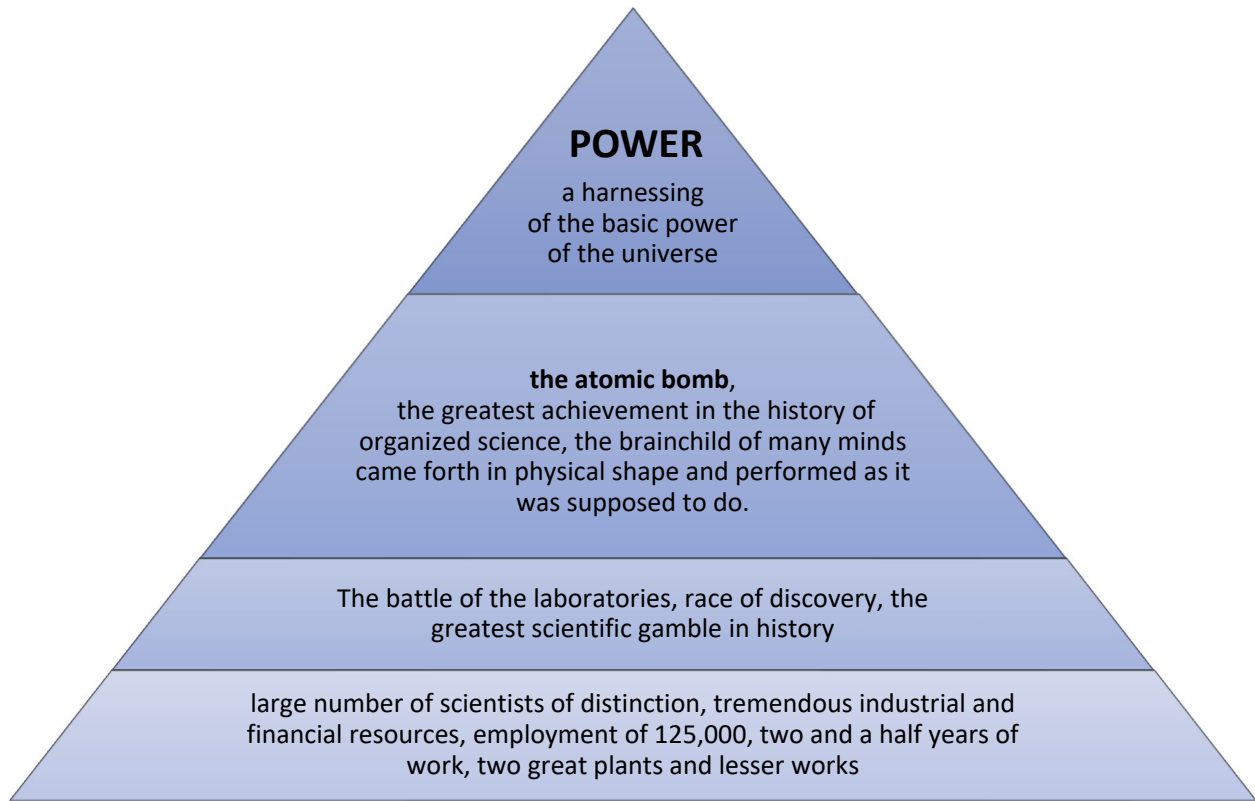 POWER
a harnessing
of the basic power
of the universe
the atomic bomb,
the greatest achievement in the history of
organized science, the brainchild of many minds
came forth in physical shape and performed as it
was supposed to do.
The battle of the laboratories, race of discovery, the
greatest scientific gamble in history
large number of scientists of distinction, tremendous industrial and
financial resources, employment of 125,000, two and a half years of
work, two great plants and lesser works